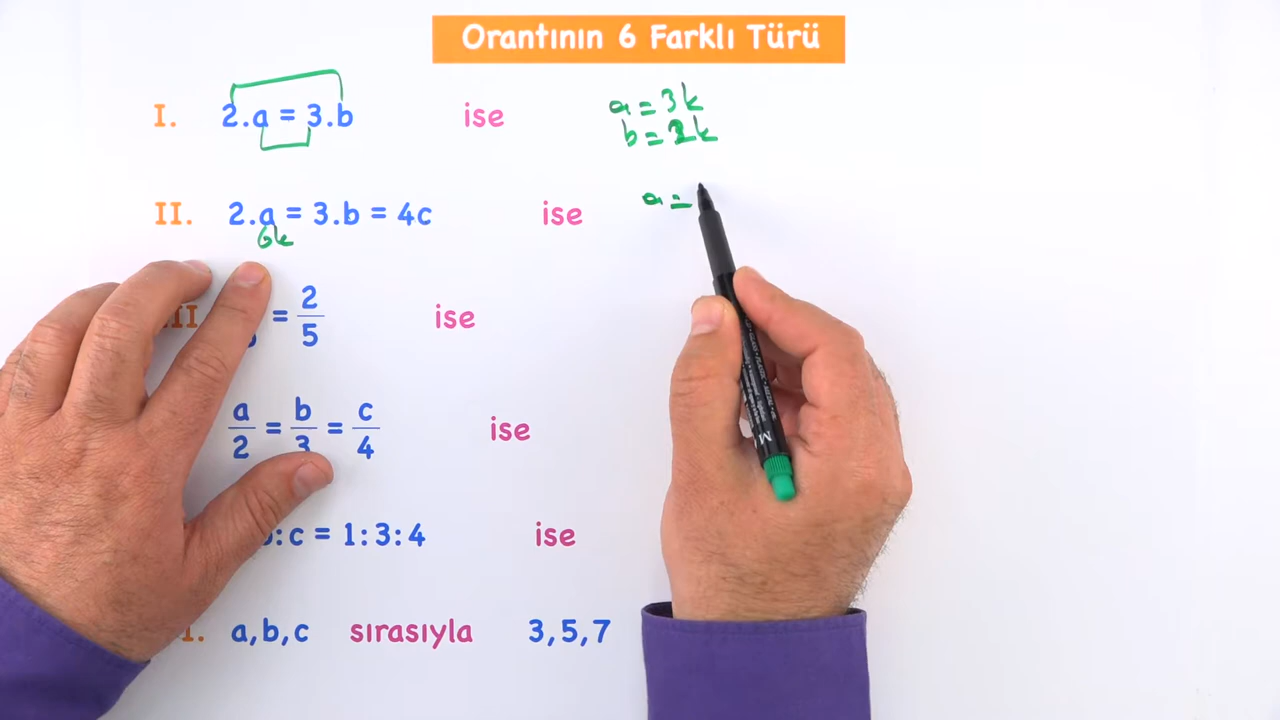 Orantının 6 Farklı Türü
I. 2.a = 3.b ise a = 3k
b = 2k
II. 2.a = 3.b = 4c ise a =
6k
II = 2/5 ise
a/2 = b/3 = c/4 ise
:c = 1:3:4 ise
I. a,b,c sırasıyla 3,5,7